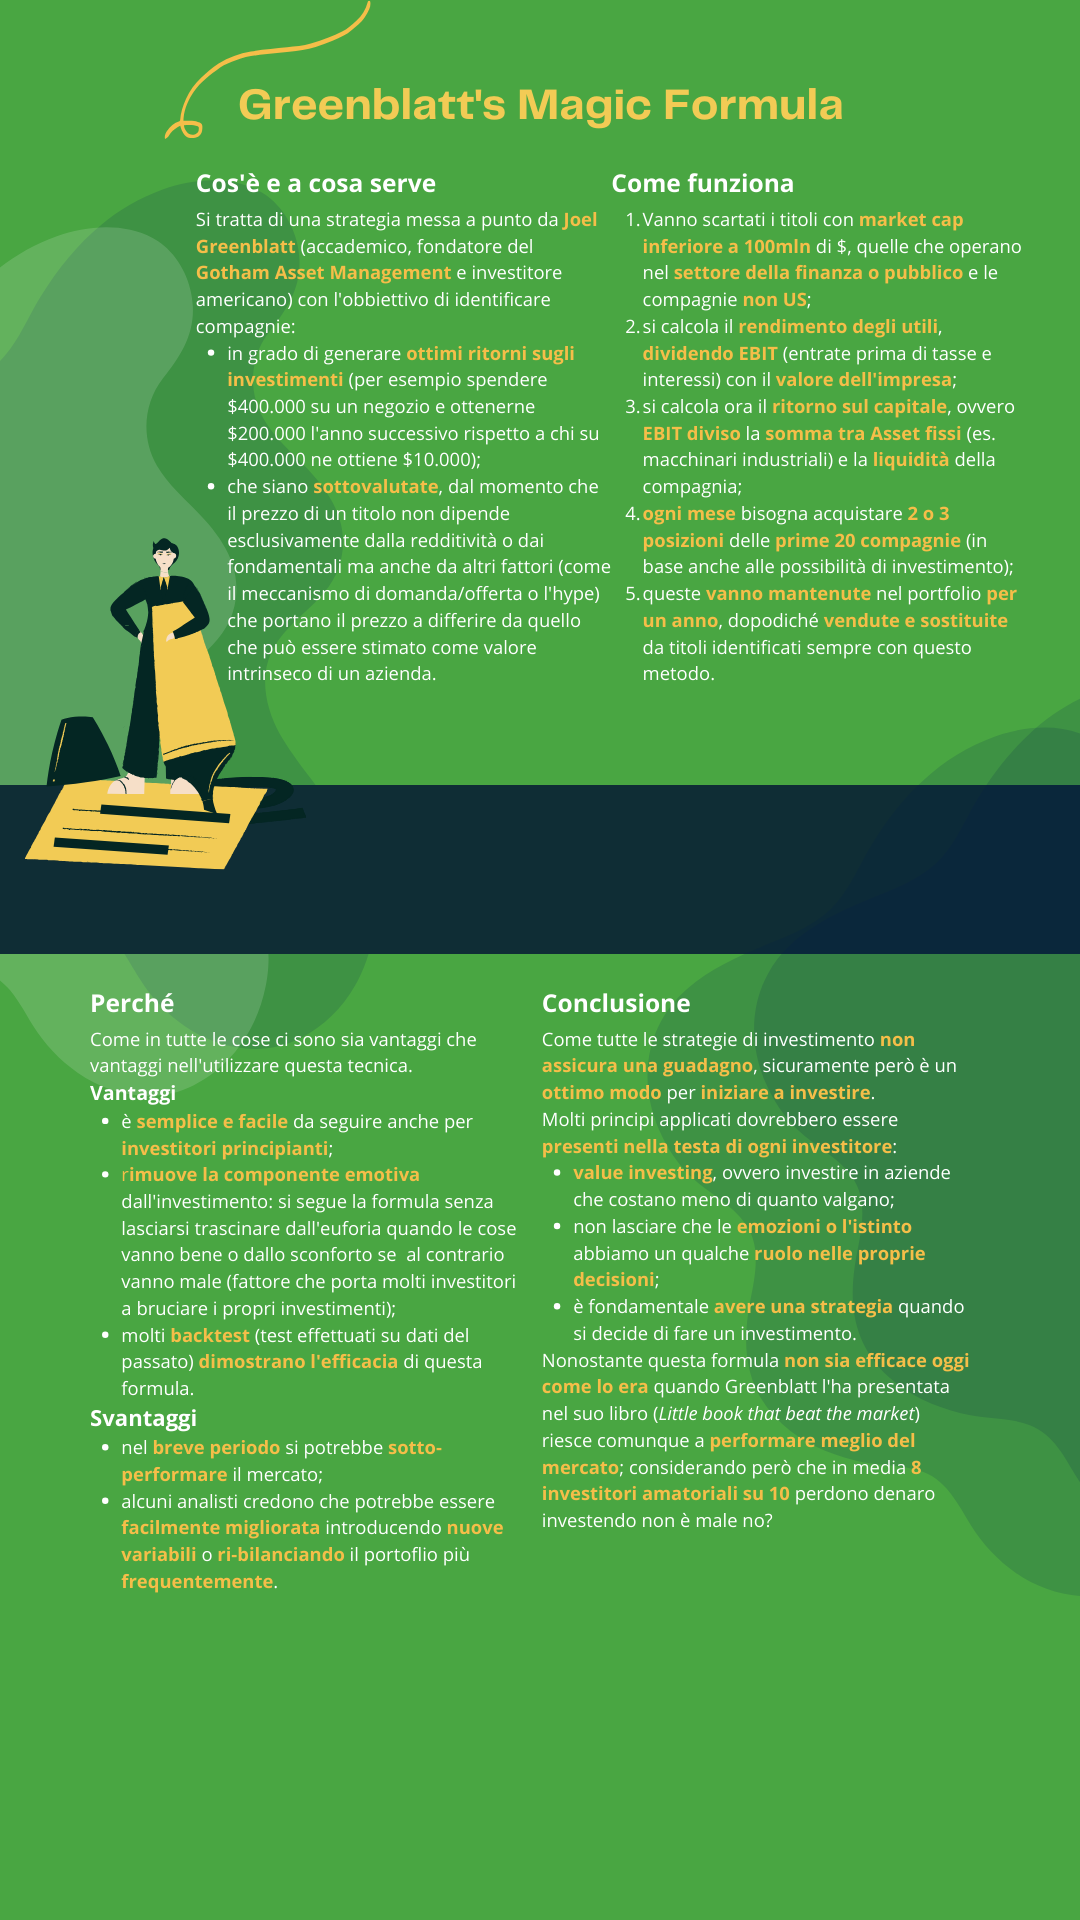 Greenblatt's Magic Formula
Cos'è e a cosa serve
Si tratta di una strategia messa a punto da Joel
Greenblatt (accademico, fondatore del
Gotham Asset Management e investitore
americano) con l'obbiettivo di identificare
compagnie:
• in grado di generare ottimi ritorni sugli
investimenti (per esempio spendere
$400.000 su un negozio e ottenerne
$200.000 l'anno successivo rispetto a chi su
$400.000 ne ottiene $10.000);
• che siano sottovalutate, dal momento che
il prezzo di un titolo non dipende
esclusivamente dalla redditività o dai
fondamentali ma anche da altri fattori (come
il meccanismo di domanda/offerta o l'hype)
che portano il prezzo a differire da quello
che può essere stimato come valore
intrinseco di un azienda.
Come funziona
1. Vanno scartati i titoli con market cap
inferiore a 100mln di $, quelle che operano
nel settore della finanza o pubblico e le
compagnie non US;
2. si calcola il rendimento degli utili,
dividendo EBIT (entrate prima di tasse e
interessi) con il valore dell'impresa;
3. si calcola ora il ritorno sul capitale, ovvero
EBIT diviso la somma tra Asset fissi (es.
macchinari industriali) e la liquidità della
compagnia;
4. ogni mese bisogna acquistare 2 o 3
posizioni delle prime 20 compagnie (in
base anche alle possibilità di investimento);
5. queste vanno mantenute nel portfolio per
un anno, dopodiché vendute e sostituite
da titoli identificati sempre con questo
metodo.
Perché
Come in tutte le cose ci sono sia vantaggi che
vantaggi nell'utilizzare questa tecnica.
Vantaggi
• è semplice e facile da seguire anche per
investitori principianti;
• rimuove la componente emotiva
dall'investimento: si segue la formula senza
lasciarsi trascinare dall'euforia quando le cose
vanno bene o dallo sconforto se al contrario
vanno male (fattore che porta molti investitori
a bruciare i propri investimenti);
• molti backtest (test effettuati su dati del
passato) dimostrano l'efficacia di questa
formula.
Svantaggi
• nel breve periodo si potrebbe sotto-
performare il mercato;
• alcuni analisti credono che potrebbe essere
facilmente migliorata introducendo nuove
variabili o ri-bilanciando il portoflio più
frequentemente.
Conclusione
Come tutte le strategie di investimento non
assicura una guadagno, sicuramente però è un
ottimo modo per iniziare a investire.
Molti principi applicati dovrebbero essere
presenti nella testa di ogni investitore:
• value investing, ovvero investire in aziende
che costano meno di quanto valgano;
• non lasciare che le emozioni o l'istinto
abbiamo un qualche ruolo nelle proprie
decisioni;
• è fondamentale avere una strategia quando
si decide di fare un investimento.
Nonostante questa formula non sia efficace oggi
come lo era quando Greenblatt l'ha presentata
nel suo libro (Little book that beat the market)
riesce comunque a performare meglio del
mercato; considerando però che in media 8
investitori amatoriali su 10 perdono denaro
investendo non è male no?